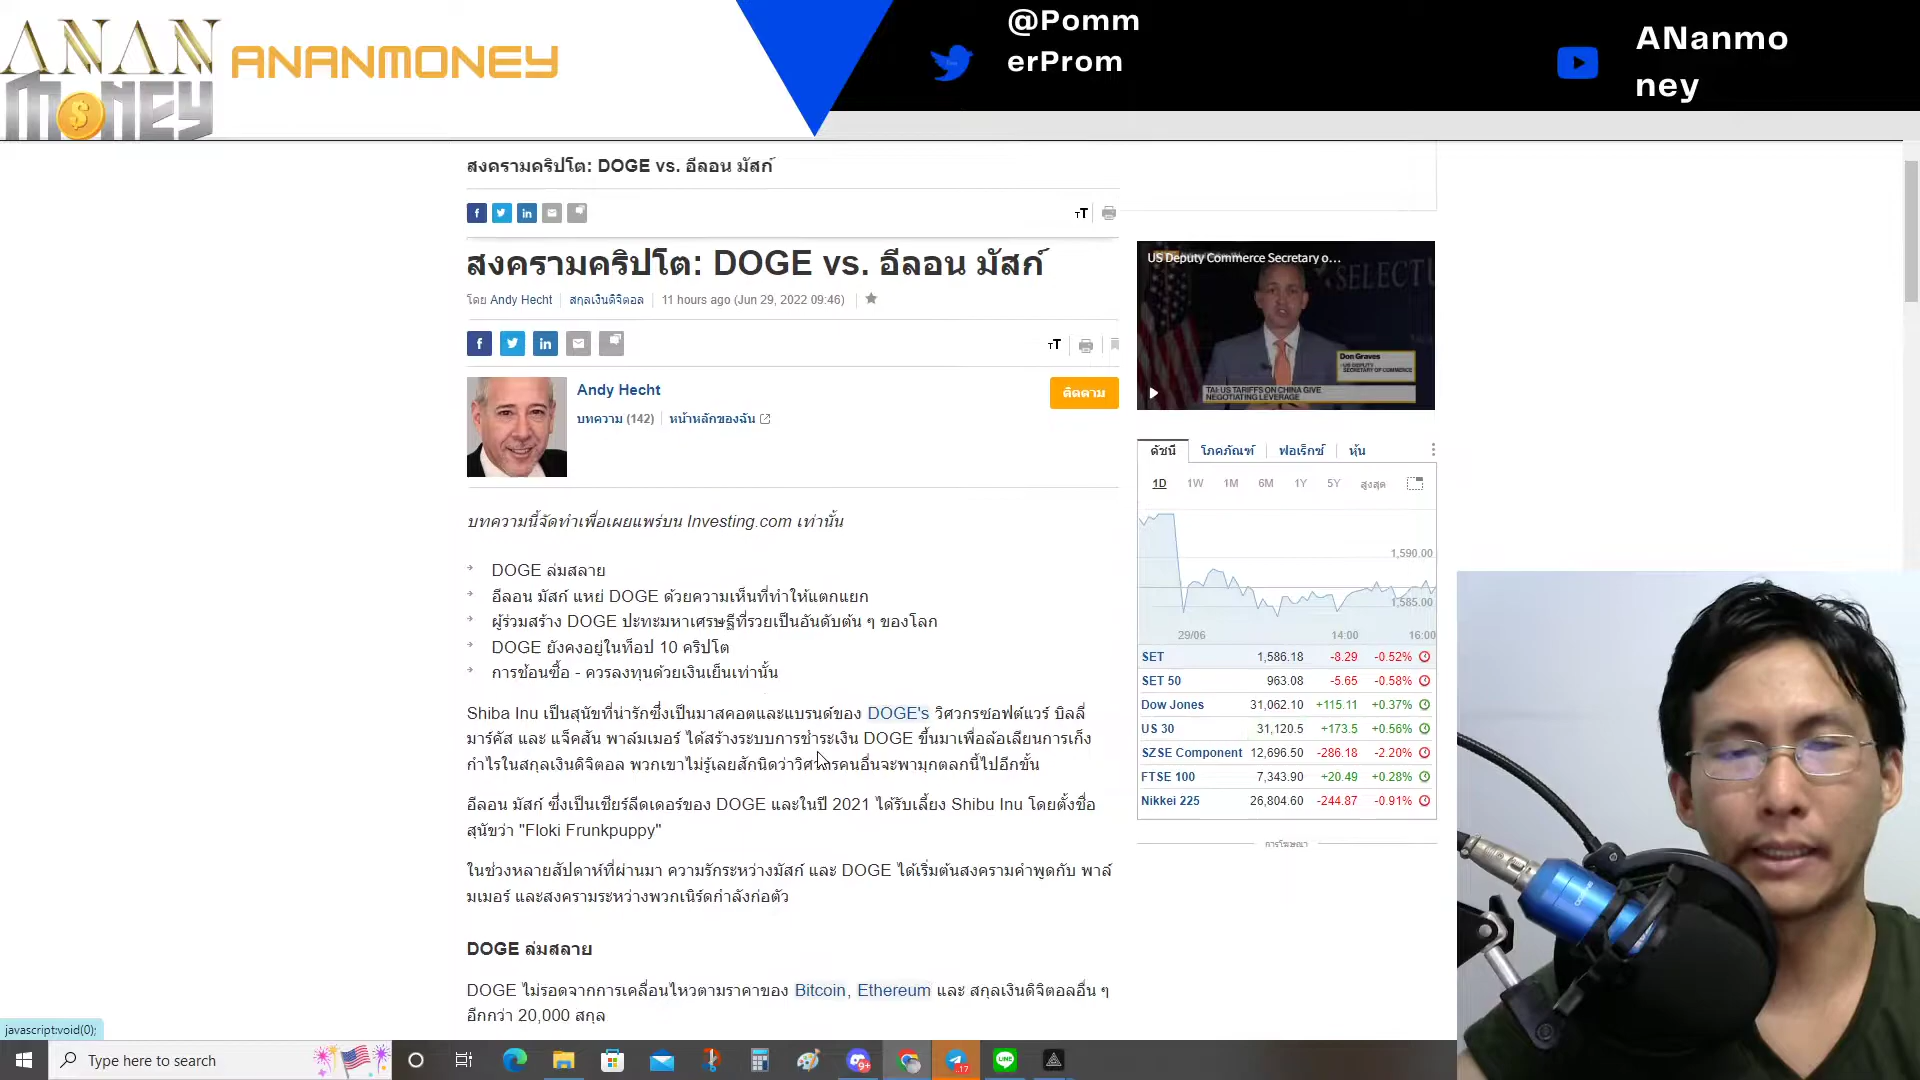 ANAN
MONEY
ANANMONEY
@Pomm
erProm
ANanmo
ney
สงครามคริปโต: DOGE vs. อีลอน มัสก์
สงครามคริปโต: DOGE vs. อีลอน มัสก์
โดย Andy Hecht สกุลเงินดิจิตอล 11 hours ago (Jun 29, 2022 09:46)
Andy Hecht
ติดตาม
บทความ (142) หน้าหลักของฉัน
บทความนี้จัดทำเพื่อเผยแพร่บน Investing.com เท่านั้น
DOGE ล่มสลาย
อีลอน มัสก์ แหย่ DOGE ด้วยความเห็นที่ทำให้แตกแยก
ผู้ร่วมสร้าง DOGE ปะทะมหาเศรษฐีที่รวยเป็นอันดับต้น ๆ ของโลก
DOGE ยังคงอยู่ในท็อป 10 คริปโต
การช้อนซื้อ - ควรลงทุนด้วยเงินเย็นเท่านั้น
Shiba Inu เป็นสุนัขที่น่ารักซึ่งเป็นมาสคอตและแบรนด์ของ DOGE's วิศวกรซอฟต์แวร์ บิลลี่
มาร์คัส และ แจ็คสัน พาล์มเมอร์ ได้สร้างระบบการชำระเงิน DOGE ขึ้นมาเพื่อล้อเลียนการเก็ง
กำไรในสกุลเงินดิจิตอล พวกเขาไม่รู้เลยสักนิดว่าวิศวกรคนอื่นจะพามุกตลกนี้ไปอีกขั้น
อีลอน มัสก์ ซึ่งเป็นเชียร์ลีดเดอร์ของ DOGE และในปี 2021 ได้รับเลี้ยง Shibu Inu โดยตั้งชื่อ
สุนัขว่า "Floki Frunkpuppy"
ในช่วงหลายสัปดาห์ที่ผ่านมา ความรักระหว่างมัสก์ และ DOGE ได้เริ่มต้นสงครามคำพูดกับ พาล์
มเมอร์ และสงครามระหว่างพวกเนิร์ดกำลังก่อตัว
DOGE ล่มสลาย
DOGE ไม่รอดจากการเคลื่อนไหวตามราคาของ Bitcoin, Ethereum และ สกุลเงินดิจิตอลอื่น ๆ
อีกกว่า 20,000 สกุล
US Deputy Commerce Secretary o...
SELECT
Don Graves
US DEPUTY
SECRETARY OF COMMERCE
TAI: US TARIFFS ON CHINA GIVE
NEGOTIATING LEVERAGE
ดัชนี โภคภัณฑ์ ฟอเร็กซ์ หุ้น
1D 1W 1M 6M 1Y 5Y สูงสุด
1,590.00
1,585.00
29/06 14:00 16:00
SET 1,586.18 -8.29 -0.52%
SET 50 963.08 -5.65 -0.58%
Dow Jones 31,062.10 +115.11 +0.37%
US 30 31,120.5 +173.5 +0.56%
SZSE Component 12,696.50 -286.18 -2.20%
FTSE 100 7,343.90 +20.49 +0.28%
Nikkei 225 26,804.60 -244.87 -0.91%
การโฆษณา
javascript:void(0);
Type here to search
9+
17
LINE